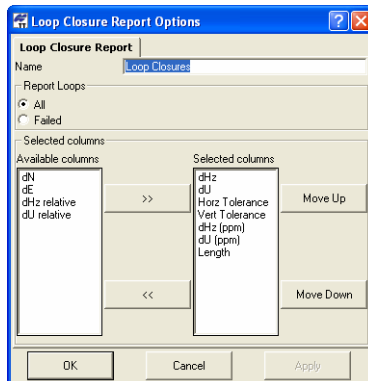 Loop Closure Report Options
Loop Closure Report
Name Loop Closures
Report Loops
All
Failed
Selected columns
Available columns
dN
dE
dHz relative
dU relative
>>
<<
Selected columns
dHz
dU
Horz Tolerance
Vert Tolerance
dHz (ppm)
dU (ppm)
Length
Move Up
Move Down
OK Cancel Apply